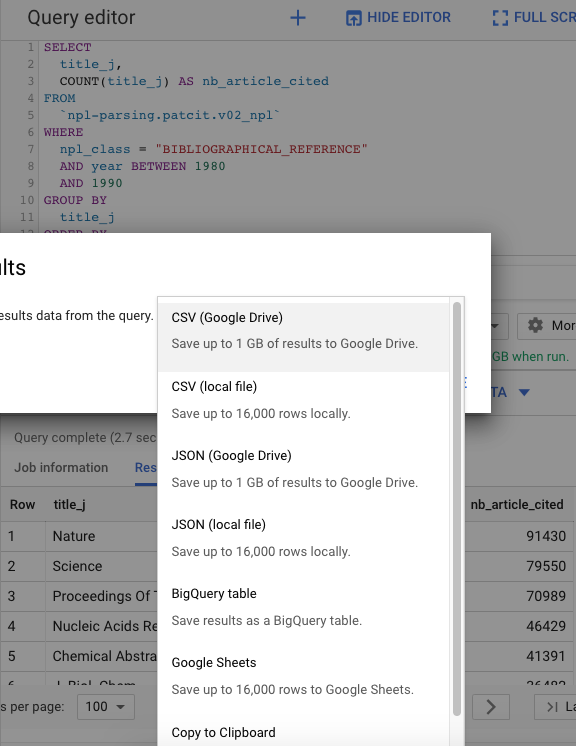 Query editor
+ HIDE EDITOR FULL SCR
1 SELECT
2 title_j,
3 COUNT(title_j) AS nb_article_cited
4 FROM
5 `npl-parsing.patcit.v02_npl`
6 WHERE
7 npl_class = "BIBLIOGRAPHICAL_REFERENCE"
8 AND year BETWEEN 1980
9 AND 1990
10 GROUP BY
11 title_j
12 ORDER BY
ults
esults data from the query.
CSV (Google Drive)
Save up to 1 GB of results to Google Drive.
CSV (local file)
Save up to 16,000 rows locally.
JSON (Google Drive)
Save up to 1 GB of results to Google Drive.
JSON (local file)
Save up to 16,000 rows locally.
BigQuery table
Save results as a BigQuery table.
Google Sheets
Save up to 16,000 rows to Google Sheets.
Copy to Clipboard
Mor
GB when run.
TA
Query complete (2.7 sec
Job information Res
Row title_j nb_article_cited
1 Nature 91430
2 Science 79550
3 Proceedings Of T 70989
4 Nucleic Acids Re 46429
5 Chemical Abstra 41391
6 J. Biol. Chem. 36482
s per page: 100 >| La